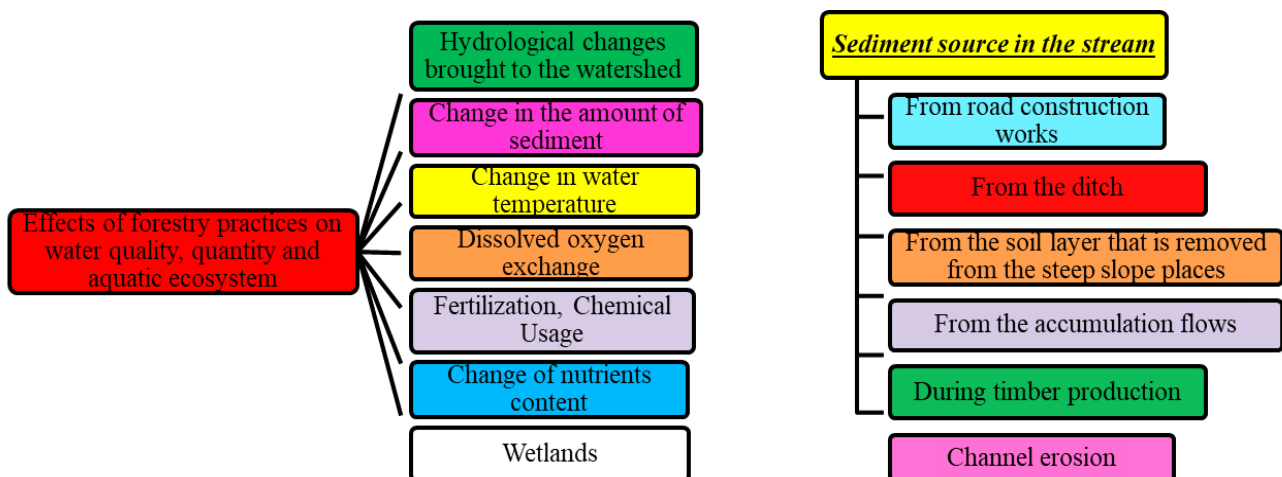 Effects of forestry practices on
water quality, quantity and
aquatic ecosystem
Hydrological changes
brought to the watershed
Change in the amount of
sediment
Change in water
temperature
Dissolved oxygen
exchange
Fertilization, Chemical
Usage
Change of nutrients
content
Wetlands
Sediment source in the stream
From road construction
works
From the ditch
From the soil layer that is removed
from the steep slope places
From the accumulation flows
During timber production
Channel erosion